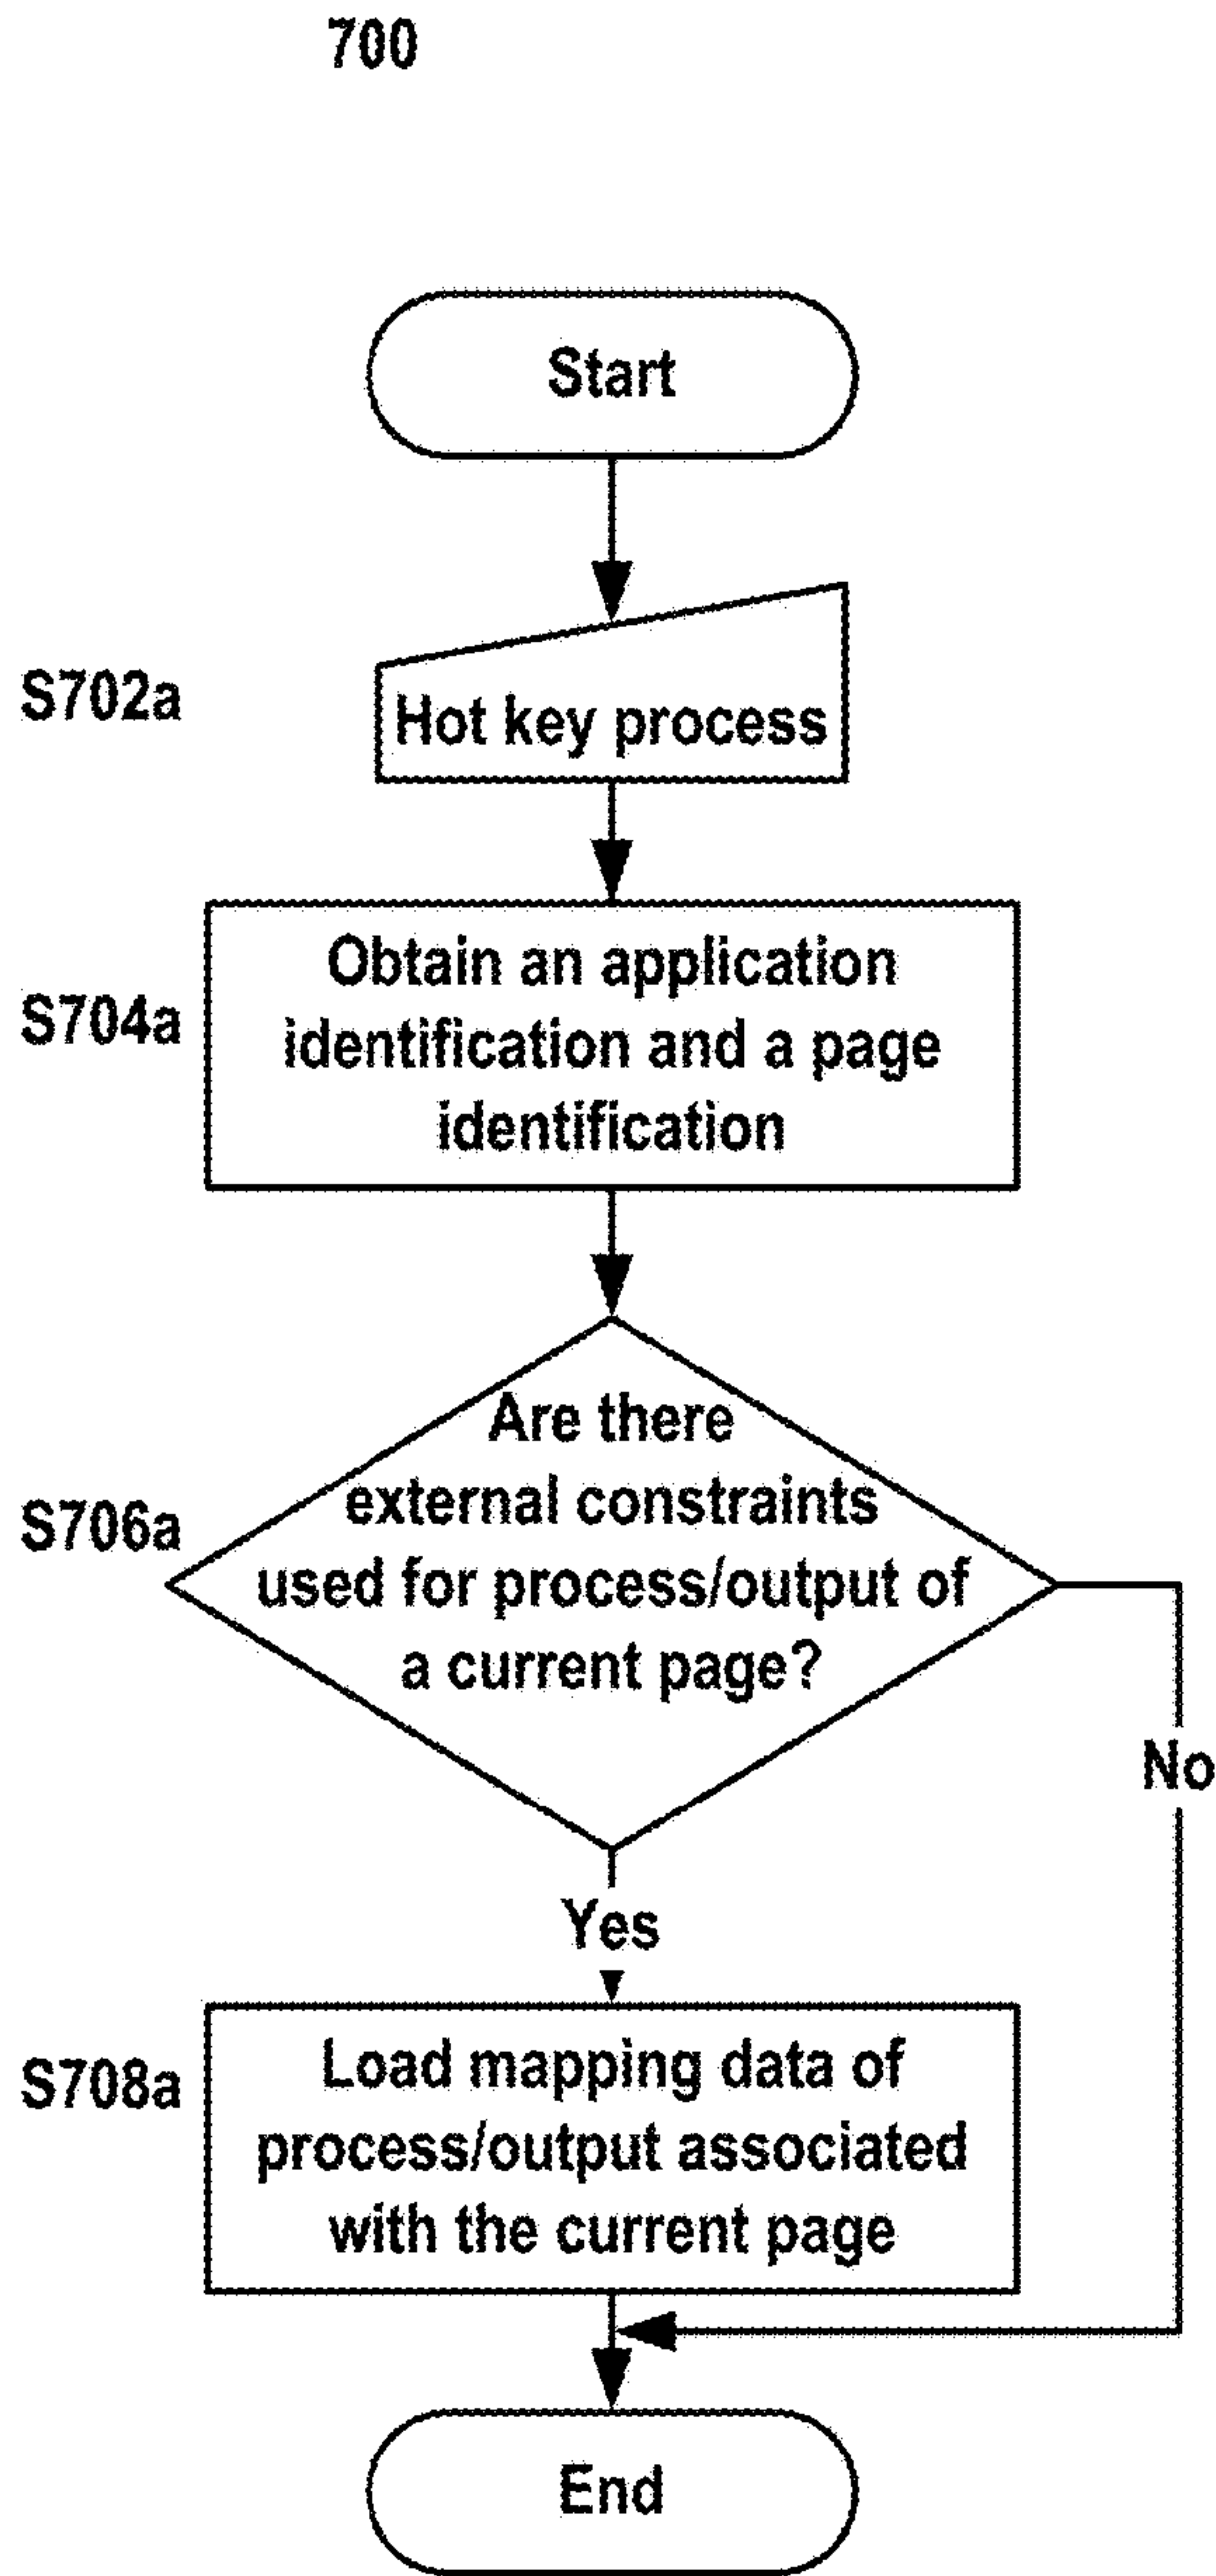 700
Start
S702a
Hot key process
S704a
Obtain an application
identification and a page
identification
S706a
Are there
external constraints
used for process/output of
a current page?
No
Yes
S708a
Load mapping data of
process/output associated
with the current page
End